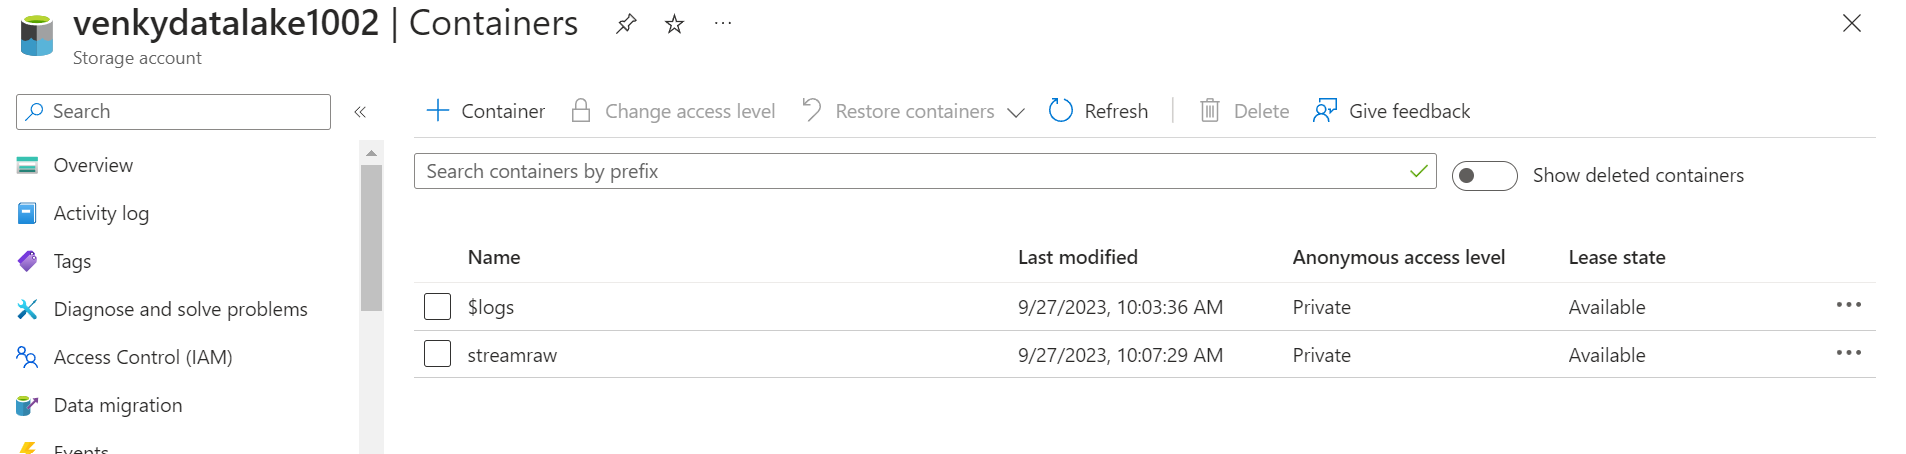 venkydatalake1002 | Containers
Storage account
Search
Overview
Activity log
Tags
Diagnose and solve problems
Access Control (IAM)
Data migration
Events
Container Change access level Restore containers Refresh Delete Give feedback
Search containers by prefix
Show deleted containers
Name Last modified Anonymous access level Lease state
$logs 9/27/2023, 10:03:36 AM Private Available
streamraw 9/27/2023, 10:07:29 AM Private Available